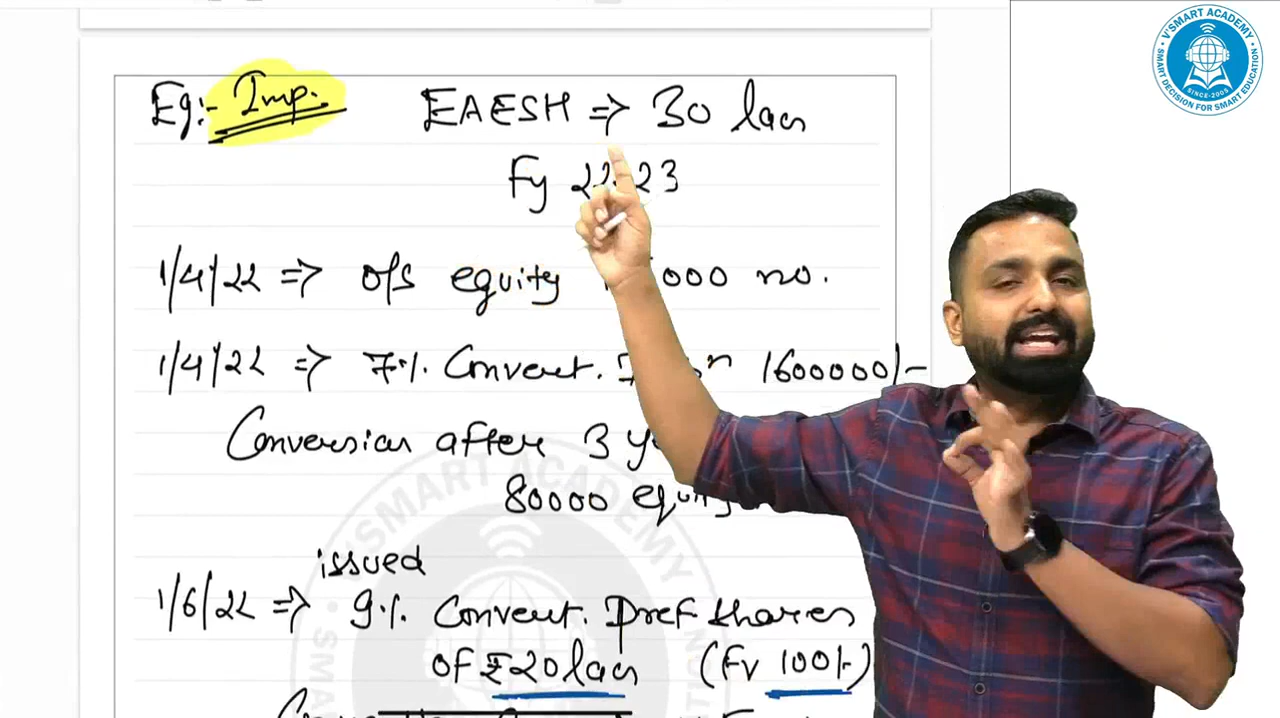 V'SMART ACADEMY
SINCE-2005
SMART DECISION FOR SMART EDUCATION
Eg:- Imp. EAESH => 30 lacs
Fy 22-23
1/4/22 => o/s equity 000 no.
1/4/22 => 7% Convert. 1600000/-
Conversion after 3
80000 equity
issued
1/6/22 => 9% Convert. Pref Shares
of ₹20 lacs (FV 100/-)